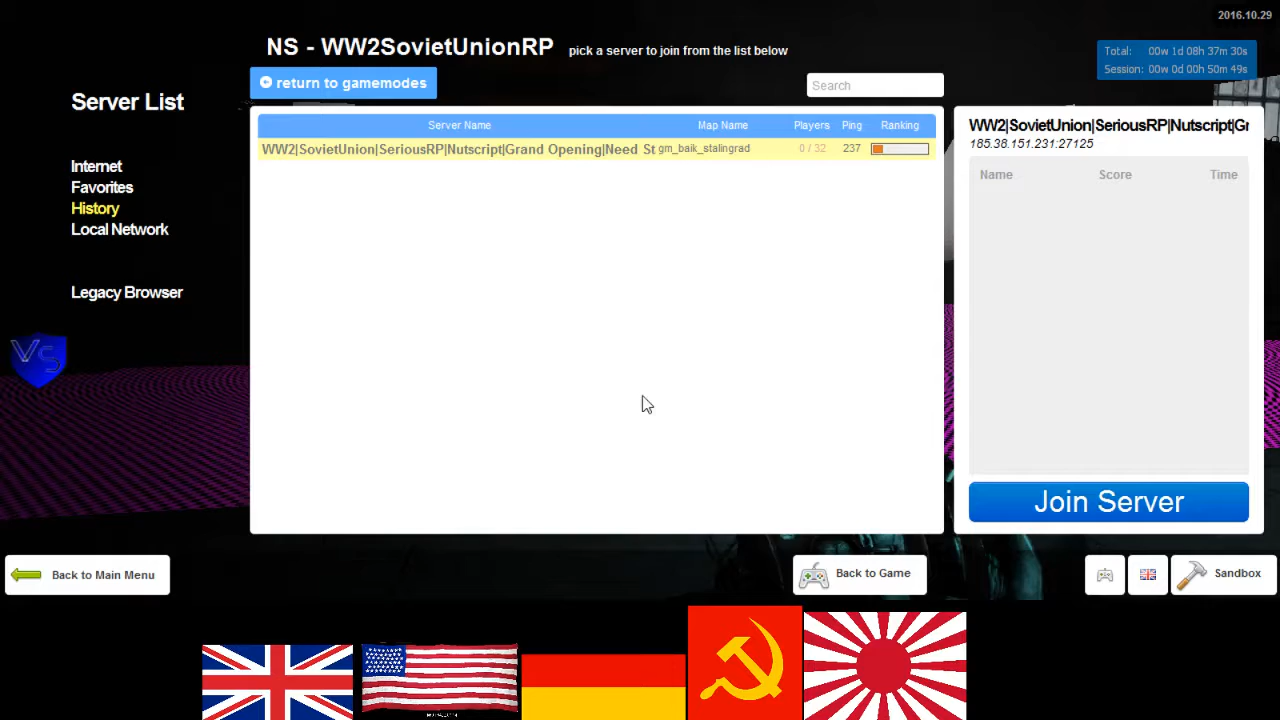 2016.10.29
NS - WW2SovietUnionRP pick a server to join from the list below
Total: 00w 1d 08h 37m 30s
Session: 00w 0d 00h 50m 49s
return to gamemodes
Search
Server List
Internet
Favorites
History
Local Network
Legacy Browser
VS
Server Name Map Name Players Ping Ranking
WW2|SovietUnion|SeriousRP|Nutscript|Grand Opening|Need St gm_baik_stalingrad 0 / 32 237
WW2|SovietUnion|SeriousRP|Nutscript|Gr
185.38.151.231:27125
Name Score Time
Join Server
Back to Main Menu
Back to Game
Sandbox